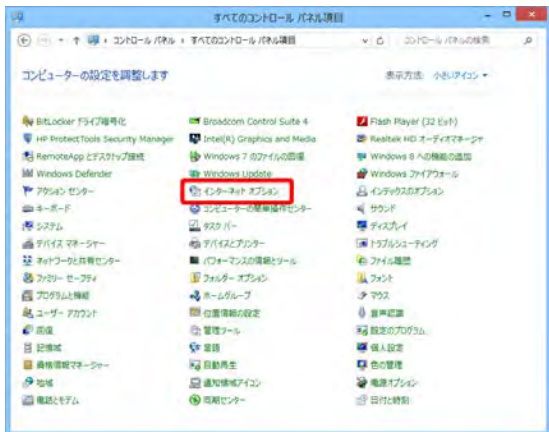 すべてのコントロール パネル項目
コントロール パネル すべてのコントロール パネル項目 コントロール パネルの検索
コンピューターの設定を調整します 表示方法: 小さいアイコン
BitLocker ドライブ暗号化 Broadcom Control Suite 4 Flash Player (32 ビット)
HP ProtectTools Security Manager Intel(R) Graphics and Media Realtek HD オーディオマネージャ
RemoteApp とデスクトップ接続 Windows 7 のファイルの回復 Windows 8 への機能の追加
Windows Defender Windows Update Windows ファイアウォール
アクション センター インターネット オプション インデックスのオプション
キーボード コンピューターの簡単操作センター サウンド
システム タスク バー ディスプレイ
デバイス マネージャー デバイスとプリンター トラブルシューティング
ネットワークと共有センター パフォーマンスの情報とツール ファイル履歴
ファミリー セーフティ フォルダー オプション フォント
プログラムと機能 ホームグループ マウス
ユーザー アカウント 位置情報の設定 音声認識
回復 管理ツール 既定のプログラム
記憶域 言語 個人設定
資格情報マネージャー 自動再生 色の管理
地域 通知領域アイコン 電源オプション
電話とモデム 同期センター 日付と時刻